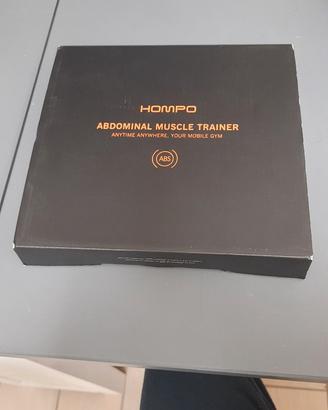 HOMPO
ABDOMINAL MUSCLE TRAINER
ANYTIME ANYWHERE, YOUR MOBILE GYM
ABS